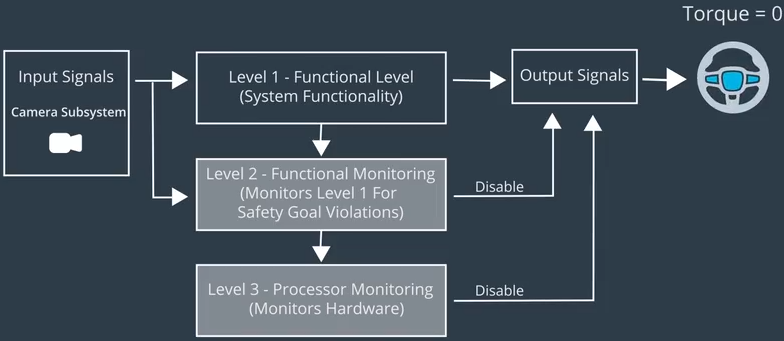 Torque = 0
Input Signals
Camera Subsystem
Level 1 - Functional Level
(System Functionality)
Output Signals
Level 2 - Functional Monitoring
(Monitors Level 1 For
Safety Goal Violations)
Disable
Level 3 - Processor Monitoring
(Monitors Hardware)
Disable